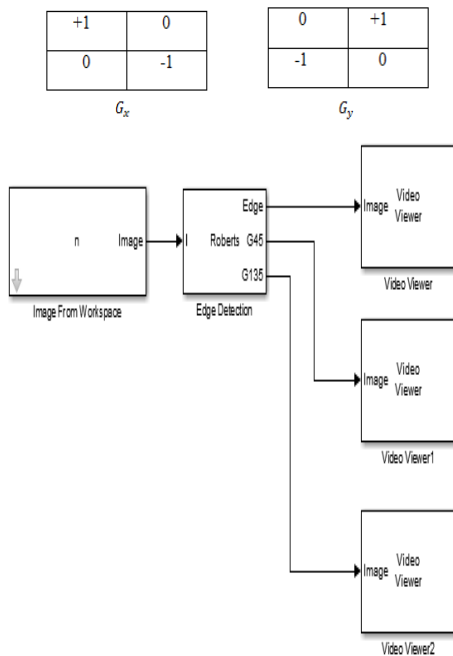 +1 0
0 -1
G_x
0 +1
-1 0
G_y
n
Image
Image From Workspace
I
Roberts
Edge
G45
G135
Edge Detection
Image
Video
Viewer
Video Viewer
Image
Video
Viewer
Video Viewer1
Image
Video
Viewer
Video Viewer2